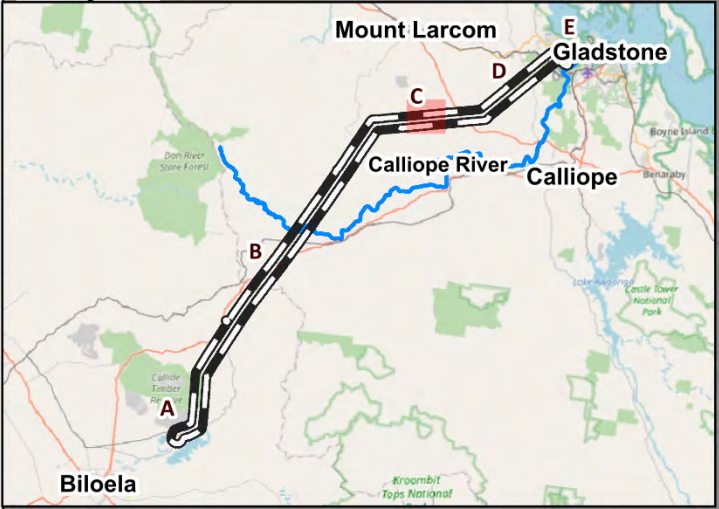 E
Mount Larcom
Gladstone
D
C
Boyne Island
Don River
State Forest
Calliope River
Calliope
Benaraby
B
Lake Awoonga
Castle Tower
National
Park
Callide
Timber
Reserve
A
Biloela
Kroombit
Tops National